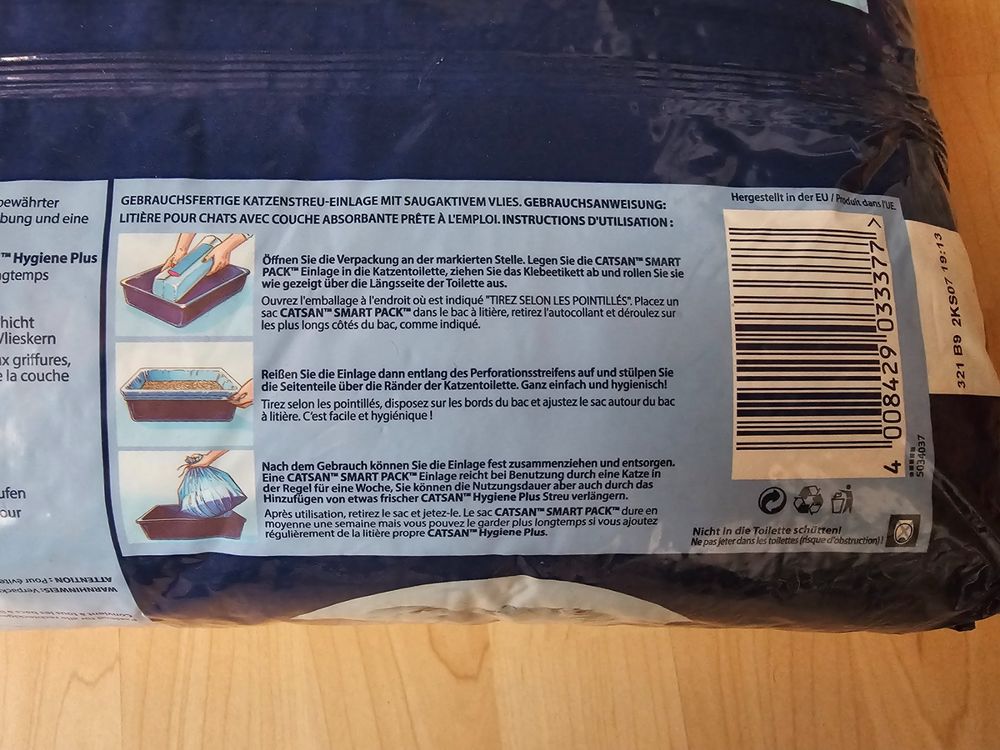 bewährter
bung und eine
™ Hygiene Plus
ngtemps
hicht
Vlieskern
ux griffures,
e la couche
ufen
our
GEBRAUCHSFERTIGE KATZENSTREU-EINLAGE MIT SAUGAKTIVEM VLIES. GEBRAUCHSANWEISUNG:
LITIÈRE POUR CHATS AVEC COUCHE ABSORBANTE PRÊTE À L'EMPLOI. INSTRUCTIONS D'UTILISATION :
Öffnen Sie die Verpackung an der markierten Stelle. Legen Sie die CATSAN™ SMART
PACK™ Einlage in die Katzentoilette, ziehen Sie das Klebeetikett ab und rollen Sie sie
wie gezeigt über die Längsseite der Toilette aus.
Ouvrez l'emballage à l'endroit où est indiqué "TIREZ SELON LES POINTILLÉS". Placez un
sac CATSAN™ SMART PACK™ dans le bac à litière, retirez l'autocollant et déroulez sur
les plus longs côtés du bac, comme indiqué.
Reißen Sie die Einlage dann entlang des Perforationsstreifens auf und stülpen Sie
die Seitenteile über die Ränder der Katzentoilette. Ganz einfach und hygienisch!
Tirez selon les pointillés, disposez sur les bords du bac et ajustez le sac autour du bac
à litière. C'est facile et hygiénique !
Nach dem Gebrauch können Sie die Einlage fest zusammenziehen und entsorgen.
Eine CATSAN™ SMART PACK™ Einlage reicht bei Benutzung durch eine Katze in
der Regel für eine Woche, Sie können die Nutzungsdauer aber auch durch das
Hinzufügen von etwas frischer CATSAN™ Hygiene Plus Streu verlängern.
Après utilisation, retirez le sac et jetez-le. Le sac CATSAN™ SMART PACK™ dure en
moyenne une semaine mais vous pouvez le garder plus longtemps si vous ajoutez
régulièrement de la litière propre CATSAN™ Hygiene Plus.
Hergestellt in der EU / Produit dans l'UE.
4 008429 033377 >
5034037
321 B9 2KS07 19:13
Nicht in die Toilette schütten!
Ne pas jeter dans les toilettes (risque d'obstruction) !
WARNHINWEIS: Verpack
ATTENTION : Pour évite